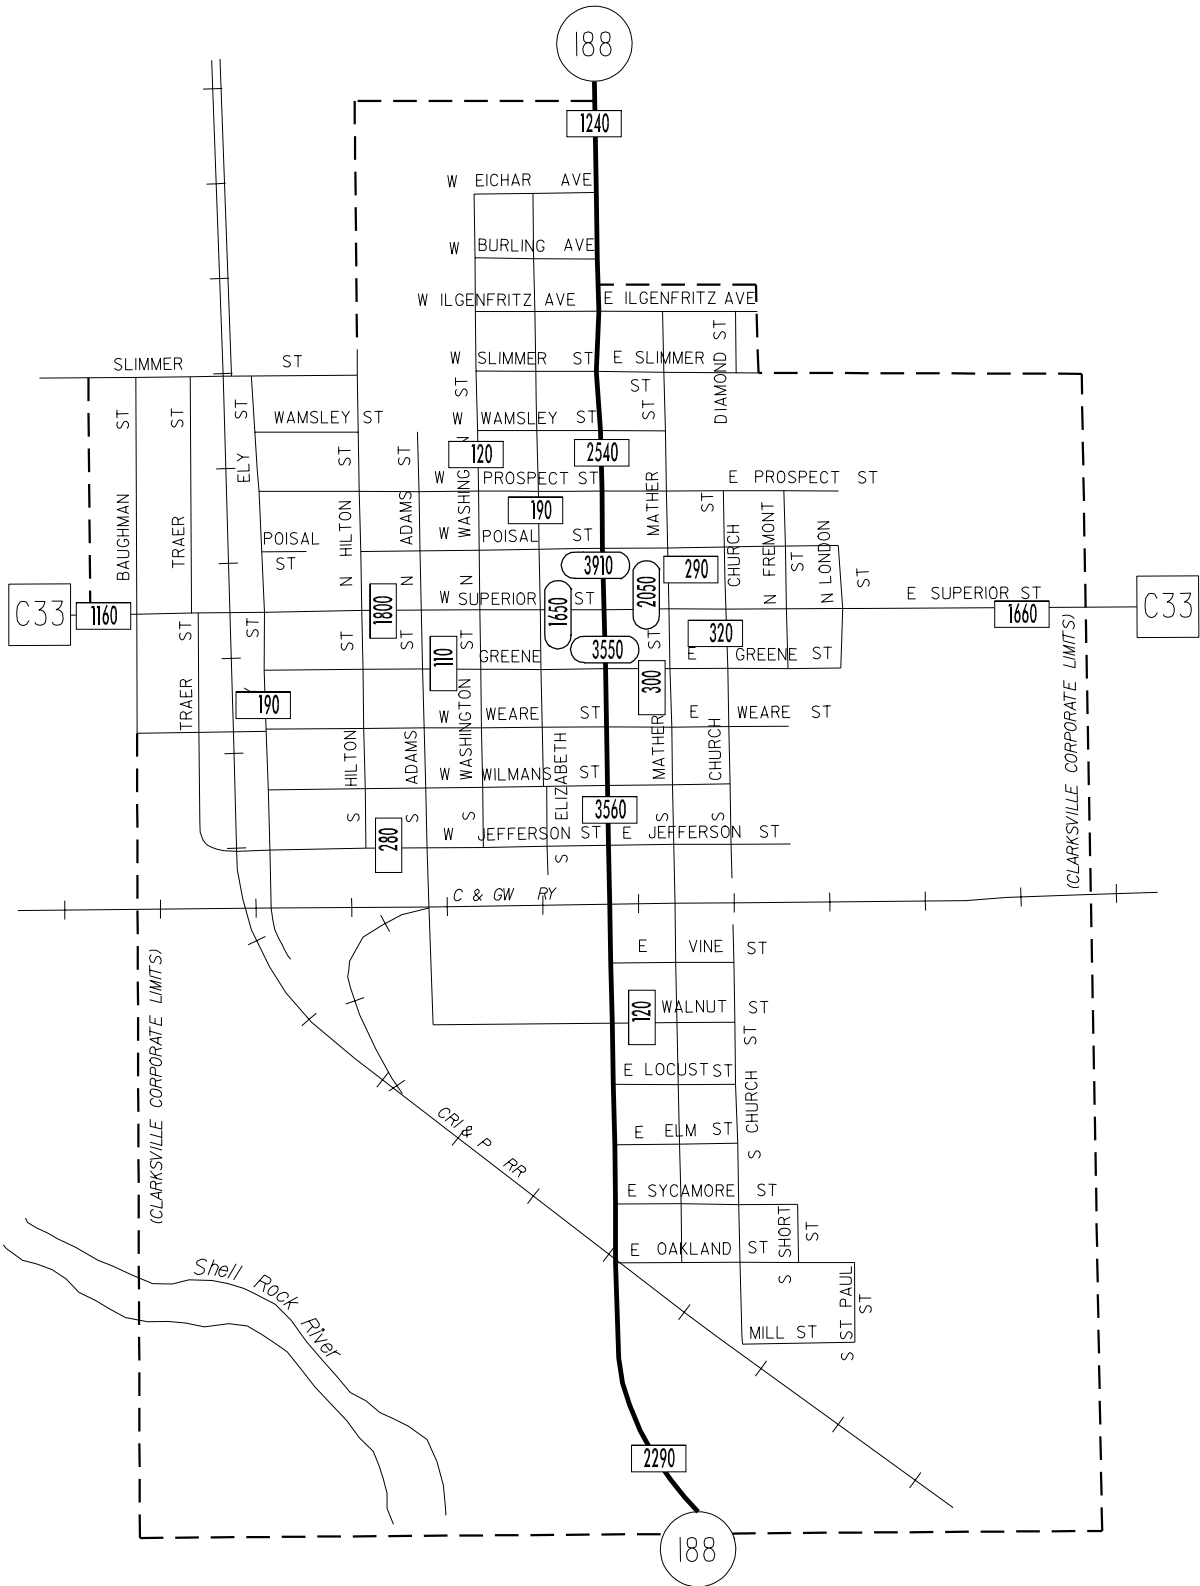 188
1240
W EICHAR AVE
W BURLING AVE
W ILGENFRITZ AVE
E ILGENFRITZ AVE
SLIMMER ST
W SLIMMER ST
E SLIMMER ST
DIAMOND ST
WAMSLEY ST
W WAMSLEY ST
120
2540
W PROSPECT ST
E PROSPECT ST
190
BAUGHMAN ST
TRAER ST
ELY ST
N HILTON ST
N ADAMS ST
N WASHINGTON ST
MATHER ST
CHURCH ST
N FREMONT ST
N LONDON ST
POISAL ST
W POISAL ST
3910
290
C33
1160
1800
W SUPERIOR ST
1650
2050
E SUPERIOR ST
1660
C33
320
3550
110
GREENE
300
E GREENE ST
190
TRAER ST
W WEARE ST
E WEARE ST
S HILTON ST
S ADAMS ST
S WASHINGTON ST
S ELIZABETH
S MATHER ST
S CHURCH
W WILMANS ST
3560
280
W JEFFERSON ST
E JEFFERSON ST
(CLARKSVILLE CORPORATE LIMITS)
C & GW RY
(CLARKSVILLE CORPORATE LIMITS)
E VINE ST
120
WALNUT ST
E LOCUST ST
S CHURCH ST
CRI & P RR
E ELM ST
E SYCAMORE ST
E OAKLAND ST
S SHORT ST
S ST PAUL ST
MILL ST
Shell Rock River
2290
188